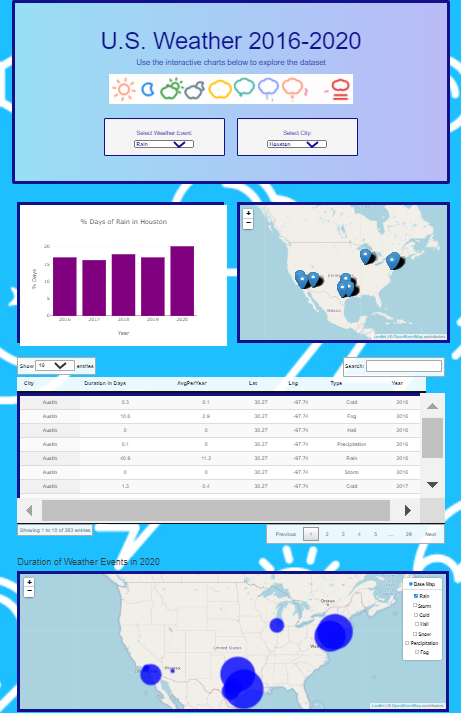 U.S. Weather 2016-2020
Use the interactive charts below to explore the dataset
Select Weather Event:
Rain
Select City:
Houston
% Days of Rain in Houston
% Days
20
15
10
5
0
2016 2017 2018 2019 2020
Year
+
−
United
Mexico
Leaflet | © OpenStreetMap contributors
Show 10 entries
Search:
City Duration in Days AvgPerYear Lat Lng Type Year
Austin 0.3 0.1 30.27 -97.74 Cold 2016
Austin 10.6 2.9 30.27 -97.74 Fog 2016
Austin 0 0 30.27 -97.74 Hail 2016
Austin 0.1 0 30.27 -97.74 Precipitation 2016
Austin 40.9 11.2 30.27 -97.74 Rain 2016
Austin 0 0 30.27 -97.74 Storm 2016
Austin 1.3 0.4 30.27 -97.74 Cold 2017
Showing 1 to 10 of 203 entries
Previous 1 2 3 4 5 ... 29 Next
Duration of Weather Events in 2020
+
−
Base Map
Rain
Storm
Cold
Hail
Snow
Percipitation
Fog
Ottawa
United States
Leaflet | © OpenStreetMap contributors